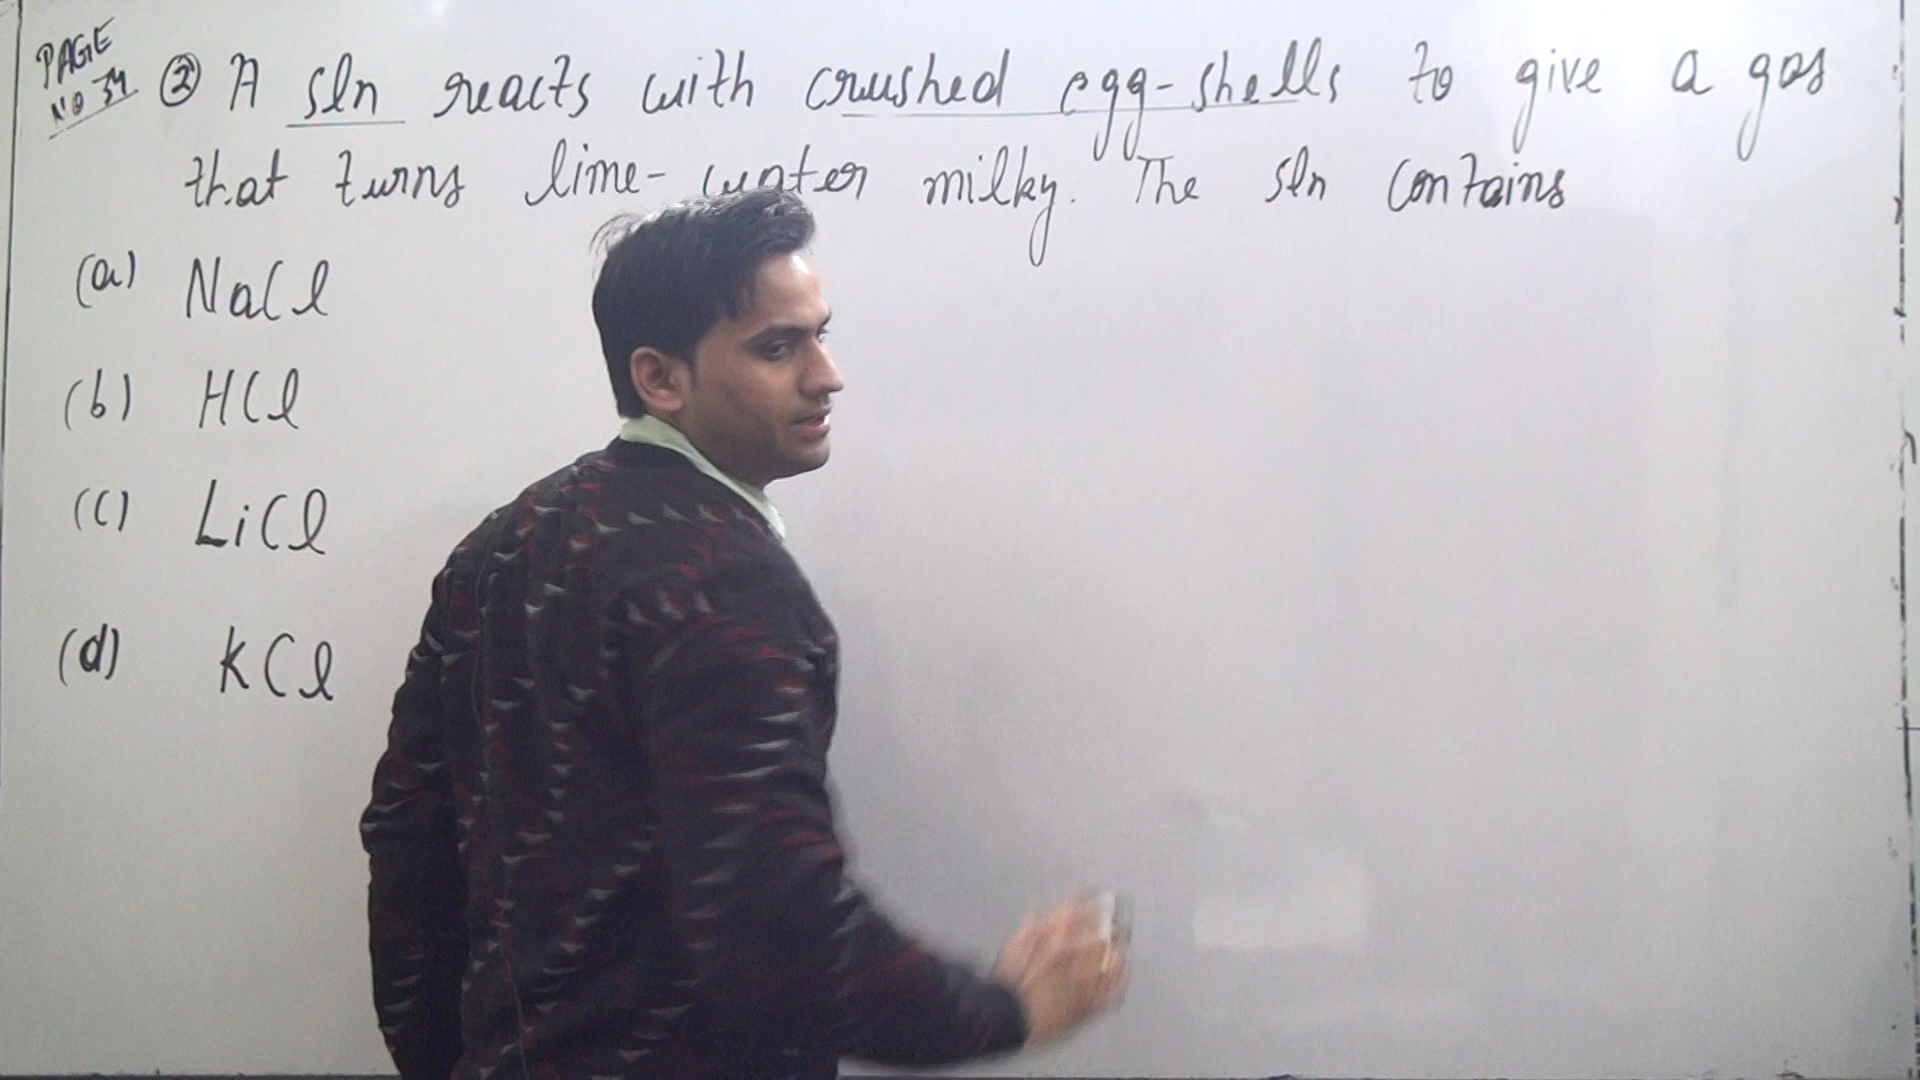 PAGE
NO 34
② A sln reacts with crushed egg-shells to give a gas
that turns lime-water milky. The sln contains
(a) NaCl
(b) HCl
(c) LiCl
(d) KCl